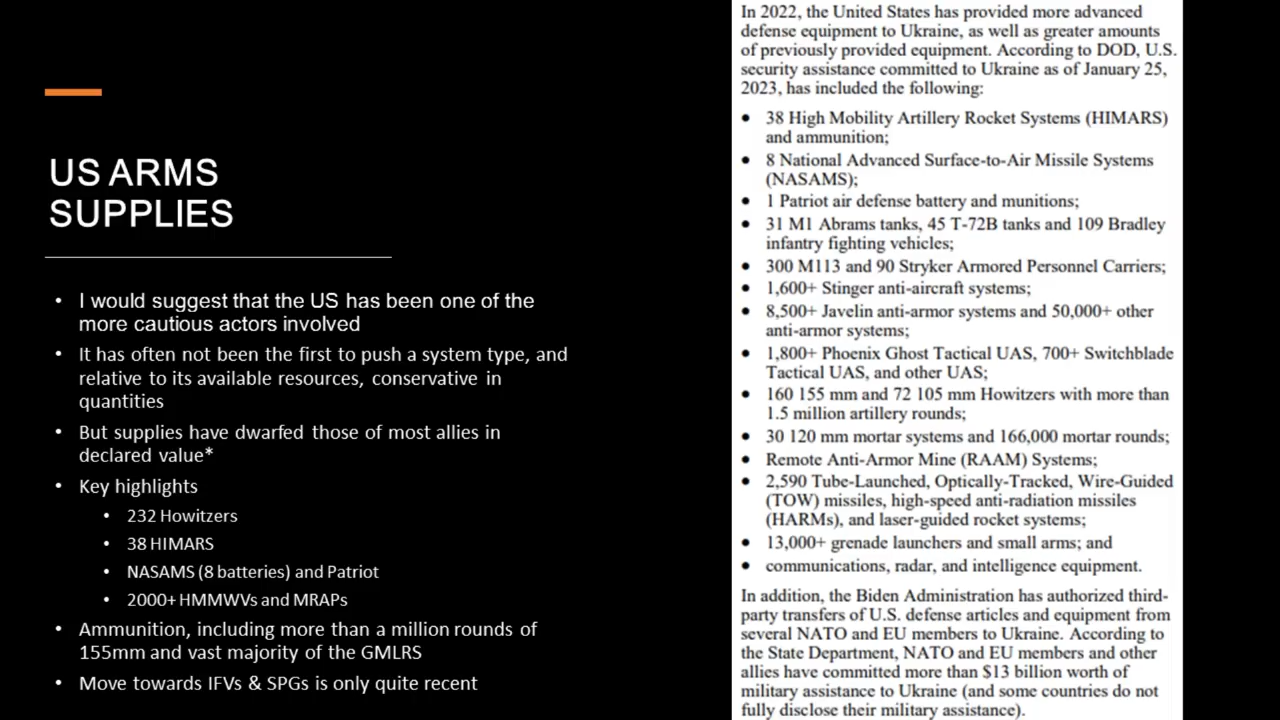 US ARMS
SUPPLIES
• I would suggest that the US has been one of the
more cautious actors involved
• It has often not been the first to push a system type, and
relative to its available resources, conservative in
quantities
• But supplies have dwarfed those of most allies in
declared value*
• Key highlights
• 232 Howitzers
• 38 HIMARS
• NASAMS (8 batteries) and Patriot
• 2000+ HMMWVs and MRAPs
• Ammunition, including more than a million rounds of
155mm and vast majority of the GMLRS
• Move towards IFVs & SPGs is only quite recent
In 2022, the United States has provided more advanced
defense equipment to Ukraine, as well as greater amounts
of previously provided equipment. According to DOD, U.S.
security assistance committed to Ukraine as of January 25,
2023, has included the following:
• 38 High Mobility Artillery Rocket Systems (HIMARS)
and ammunition;
• 8 National Advanced Surface-to-Air Missile Systems
(NASAMS);
• 1 Patriot air defense battery and munitions;
• 31 M1 Abrams tanks, 45 T-72B tanks and 109 Bradley
infantry fighting vehicles;
• 300 M113 and 90 Stryker Armored Personnel Carriers;
• 1,600+ Stinger anti-aircraft systems;
• 8,500+ Javelin anti-armor systems and 50,000+ other
anti-armor systems;
• 1,800+ Phoenix Ghost Tactical UAS, 700+ Switchblade
Tactical UAS, and other UAS;
• 160 155 mm and 72 105 mm Howitzers with more than
1.5 million artillery rounds;
• 30 120 mm mortar systems and 166,000 mortar rounds;
• Remote Anti-Armor Mine (RAAM) Systems;
• 2,590 Tube-Launched, Optically-Tracked, Wire-Guided
(TOW) missiles, high-speed anti-radiation missiles
(HARMs), and laser-guided rocket systems;
• 13,000+ grenade launchers and small arms; and
• communications, radar, and intelligence equipment.
In addition, the Biden Administration has authorized third-
party transfers of U.S. defense articles and equipment from
several NATO and EU members to Ukraine. According to
the State Department, NATO and EU members and other
allies have committed more than $13 billion worth of
military assistance to Ukraine (and some countries do not
fully disclose their military assistance).